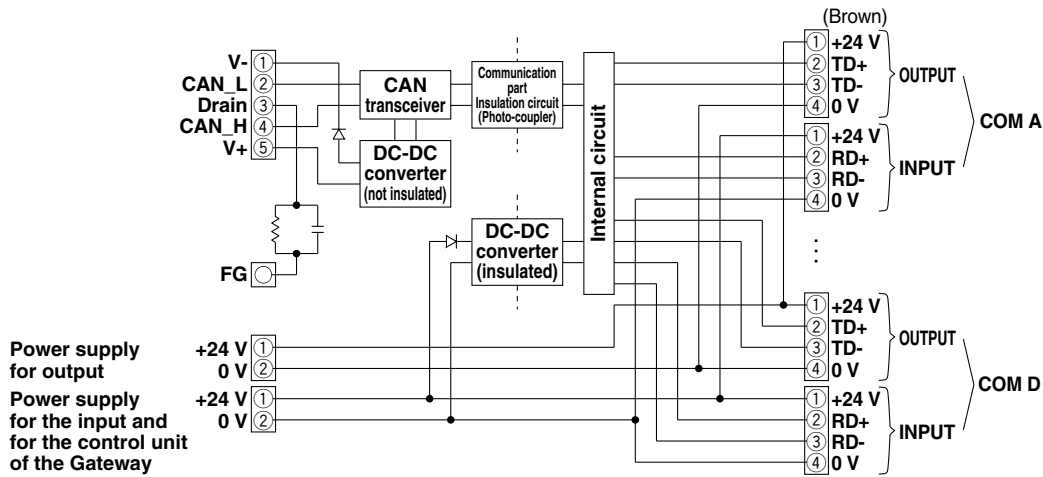 (Brown)
V- ①
CAN_L ②
Drain ③
CAN_H ④
V+ ⑤
CAN
transceiver
Communication
part
Insulation circuit
(Photo-coupler)
DC-DC
converter
(not insulated)
DC-DC
converter
(insulated)
Internal circuit
FG
① +24 V
② TD+
③ TD-
④ 0 V
OUTPUT
① +24 V
② RD+
③ RD-
④ 0 V
INPUT
COM A
⋮
① +24 V
② TD+
③ TD-
④ 0 V
OUTPUT
① +24 V
② RD+
③ RD-
④ 0 V
INPUT
COM D
Power supply
for output
+24 V ①
0 V ②
Power supply
for the input and
for the control unit
of the Gateway
+24 V ①
0 V ②